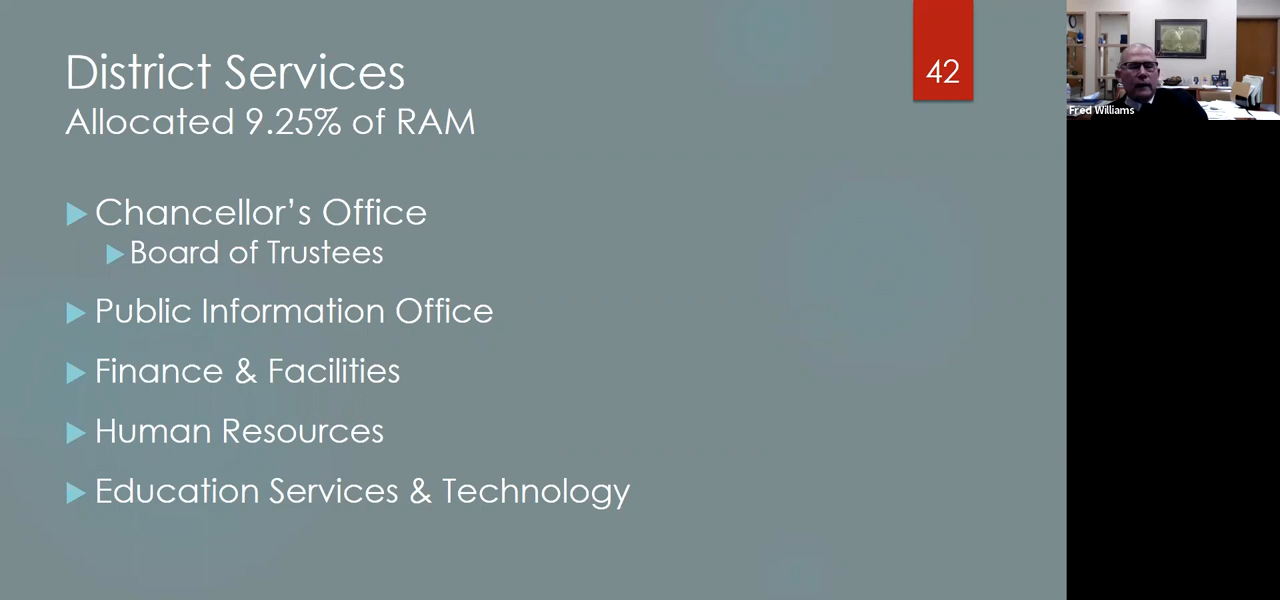 District Services
Allocated 9.25% of RAM
42
Chancellor's Office
Board of Trustees
Public Information Office
Finance & Facilities
Human Resources
Education Services & Technology
Fred Williams